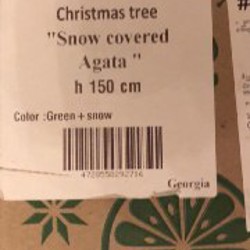 Christmas tree
"Snow covered
Agata "
h 150 cm
Color :Green + snow
Georgia
#